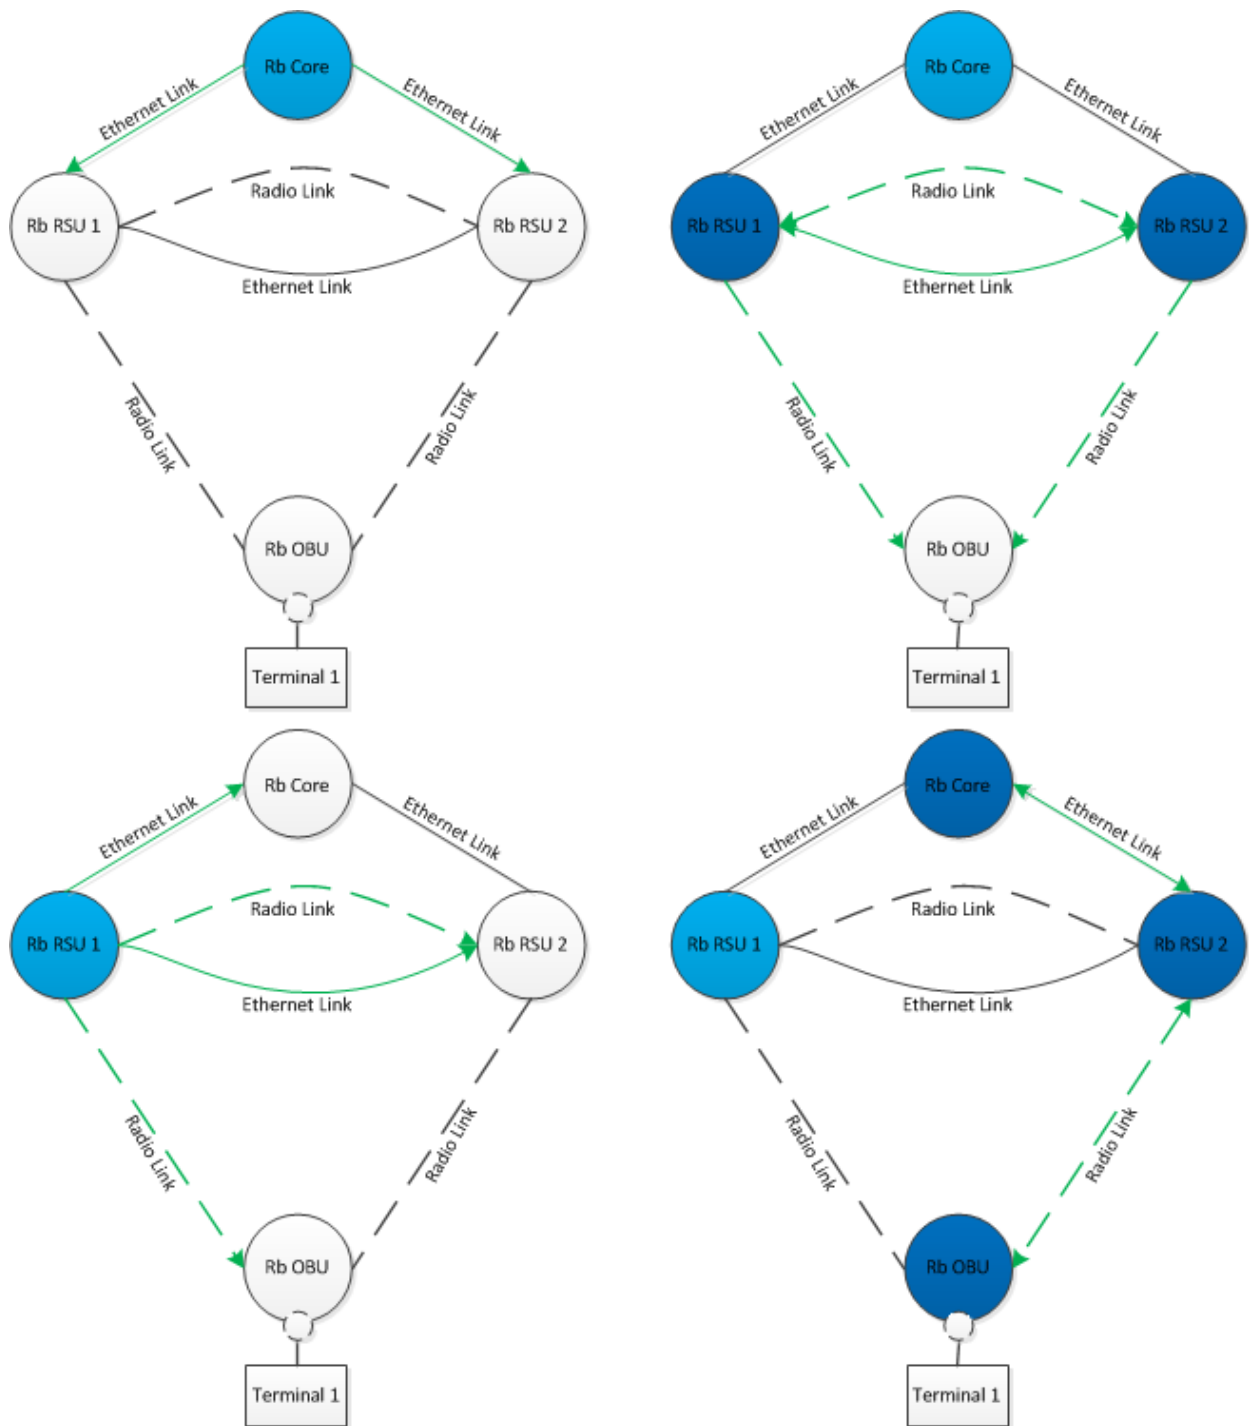 Rb Core
Ethernet Link
Ethernet Link
Rb RSU 1
Radio Link
Rb RSU 2
Ethernet Link
Radio Link
Radio Link
Rb OBU
Terminal 1
Rb Core
Ethernet Link
Ethernet Link
Rb RSU 1
Radio Link
Rb RSU 2
Ethernet Link
Radio Link
Radio Link
Rb OBU
Terminal 1
Rb Core
Ethernet Link
Ethernet Link
Rb RSU 1
Radio Link
Rb RSU 2
Ethernet Link
Radio Link
Radio Link
Rb OBU
Terminal 1
Rb Core
Ethernet Link
Ethernet Link
Rb RSU 1
Radio Link
Rb RSU 2
Ethernet Link
Radio Link
Radio Link
Rb OBU
Terminal 1